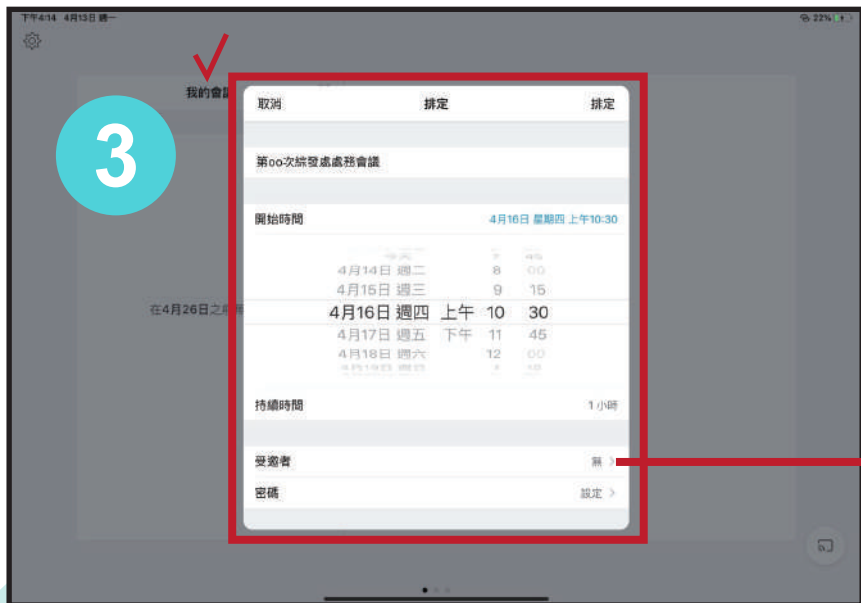 下午4:14 4月13日 週一
22%
我的會議
3
取消 排定 排定
第oo次綜發處處務會議
開始時間 4月16日 星期四 上午10:30
4月14日 週二 8 00
4月15日 週三 9 15
在4月26日之
4月16日 週四 上午 10 30
4月17日 週五 下午 11 45
4月18日 週六 12 00
持續時間 1 小時
受邀者 無 >
密碼 設定 >